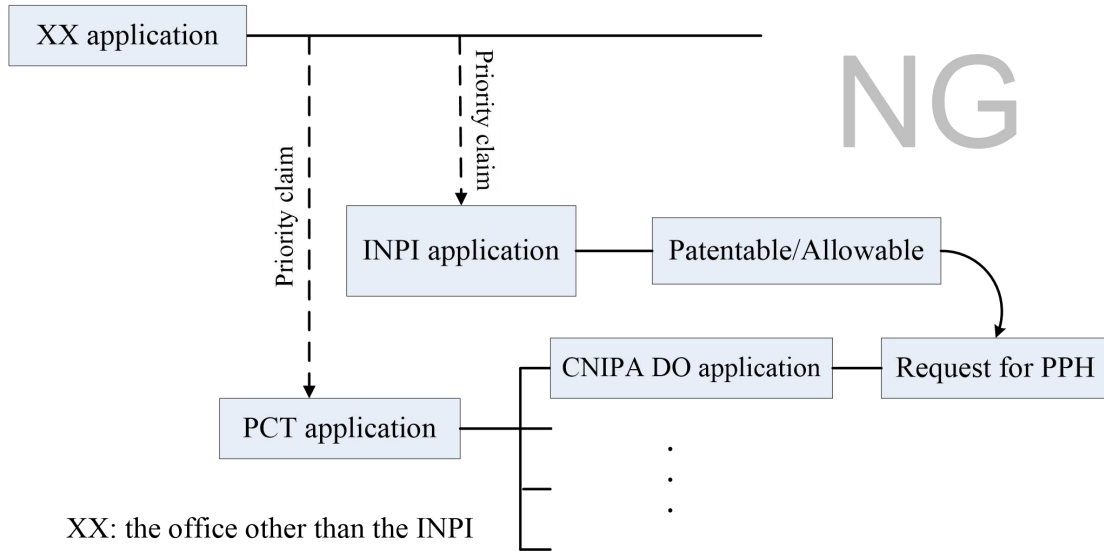 XX application
NG
Priority claim
Priority claim
INPI application
Patentable/Allowable
CNIPA DO application
Request for PPH
PCT application
XX: the office other than the INPI